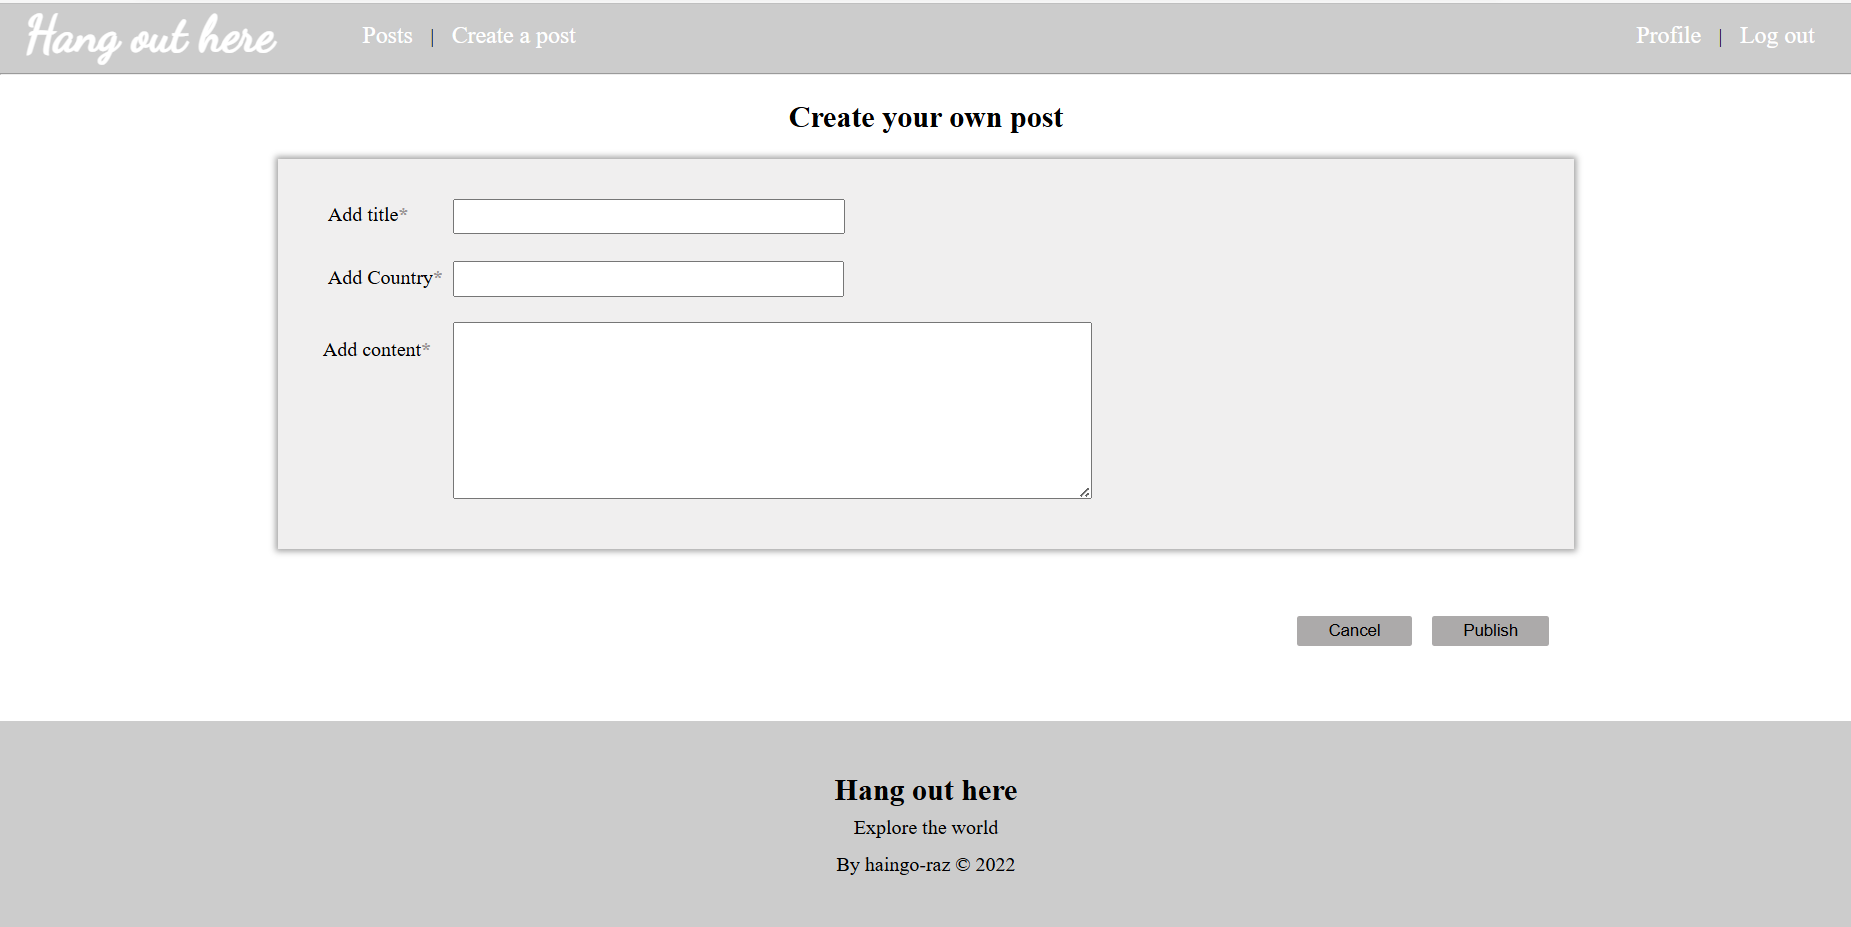 Hang out here Posts | Create a post Profile | Log out
Create your own post
Add title*
Add Country*
Add content*
Cancel Publish
Hang out here
Explore the world
By haingo-raz © 2022